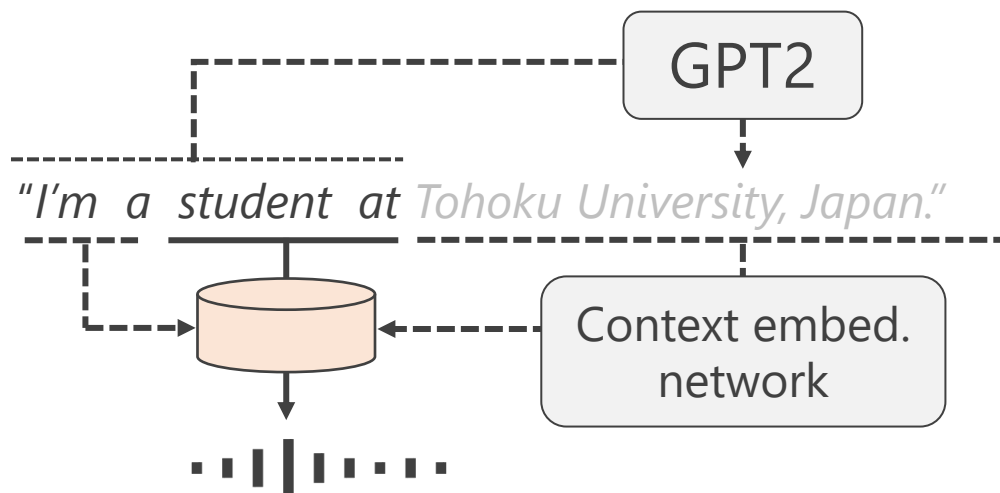 GPT2
“I’m a student at Tohoku University, Japan.”
Context embed.
network